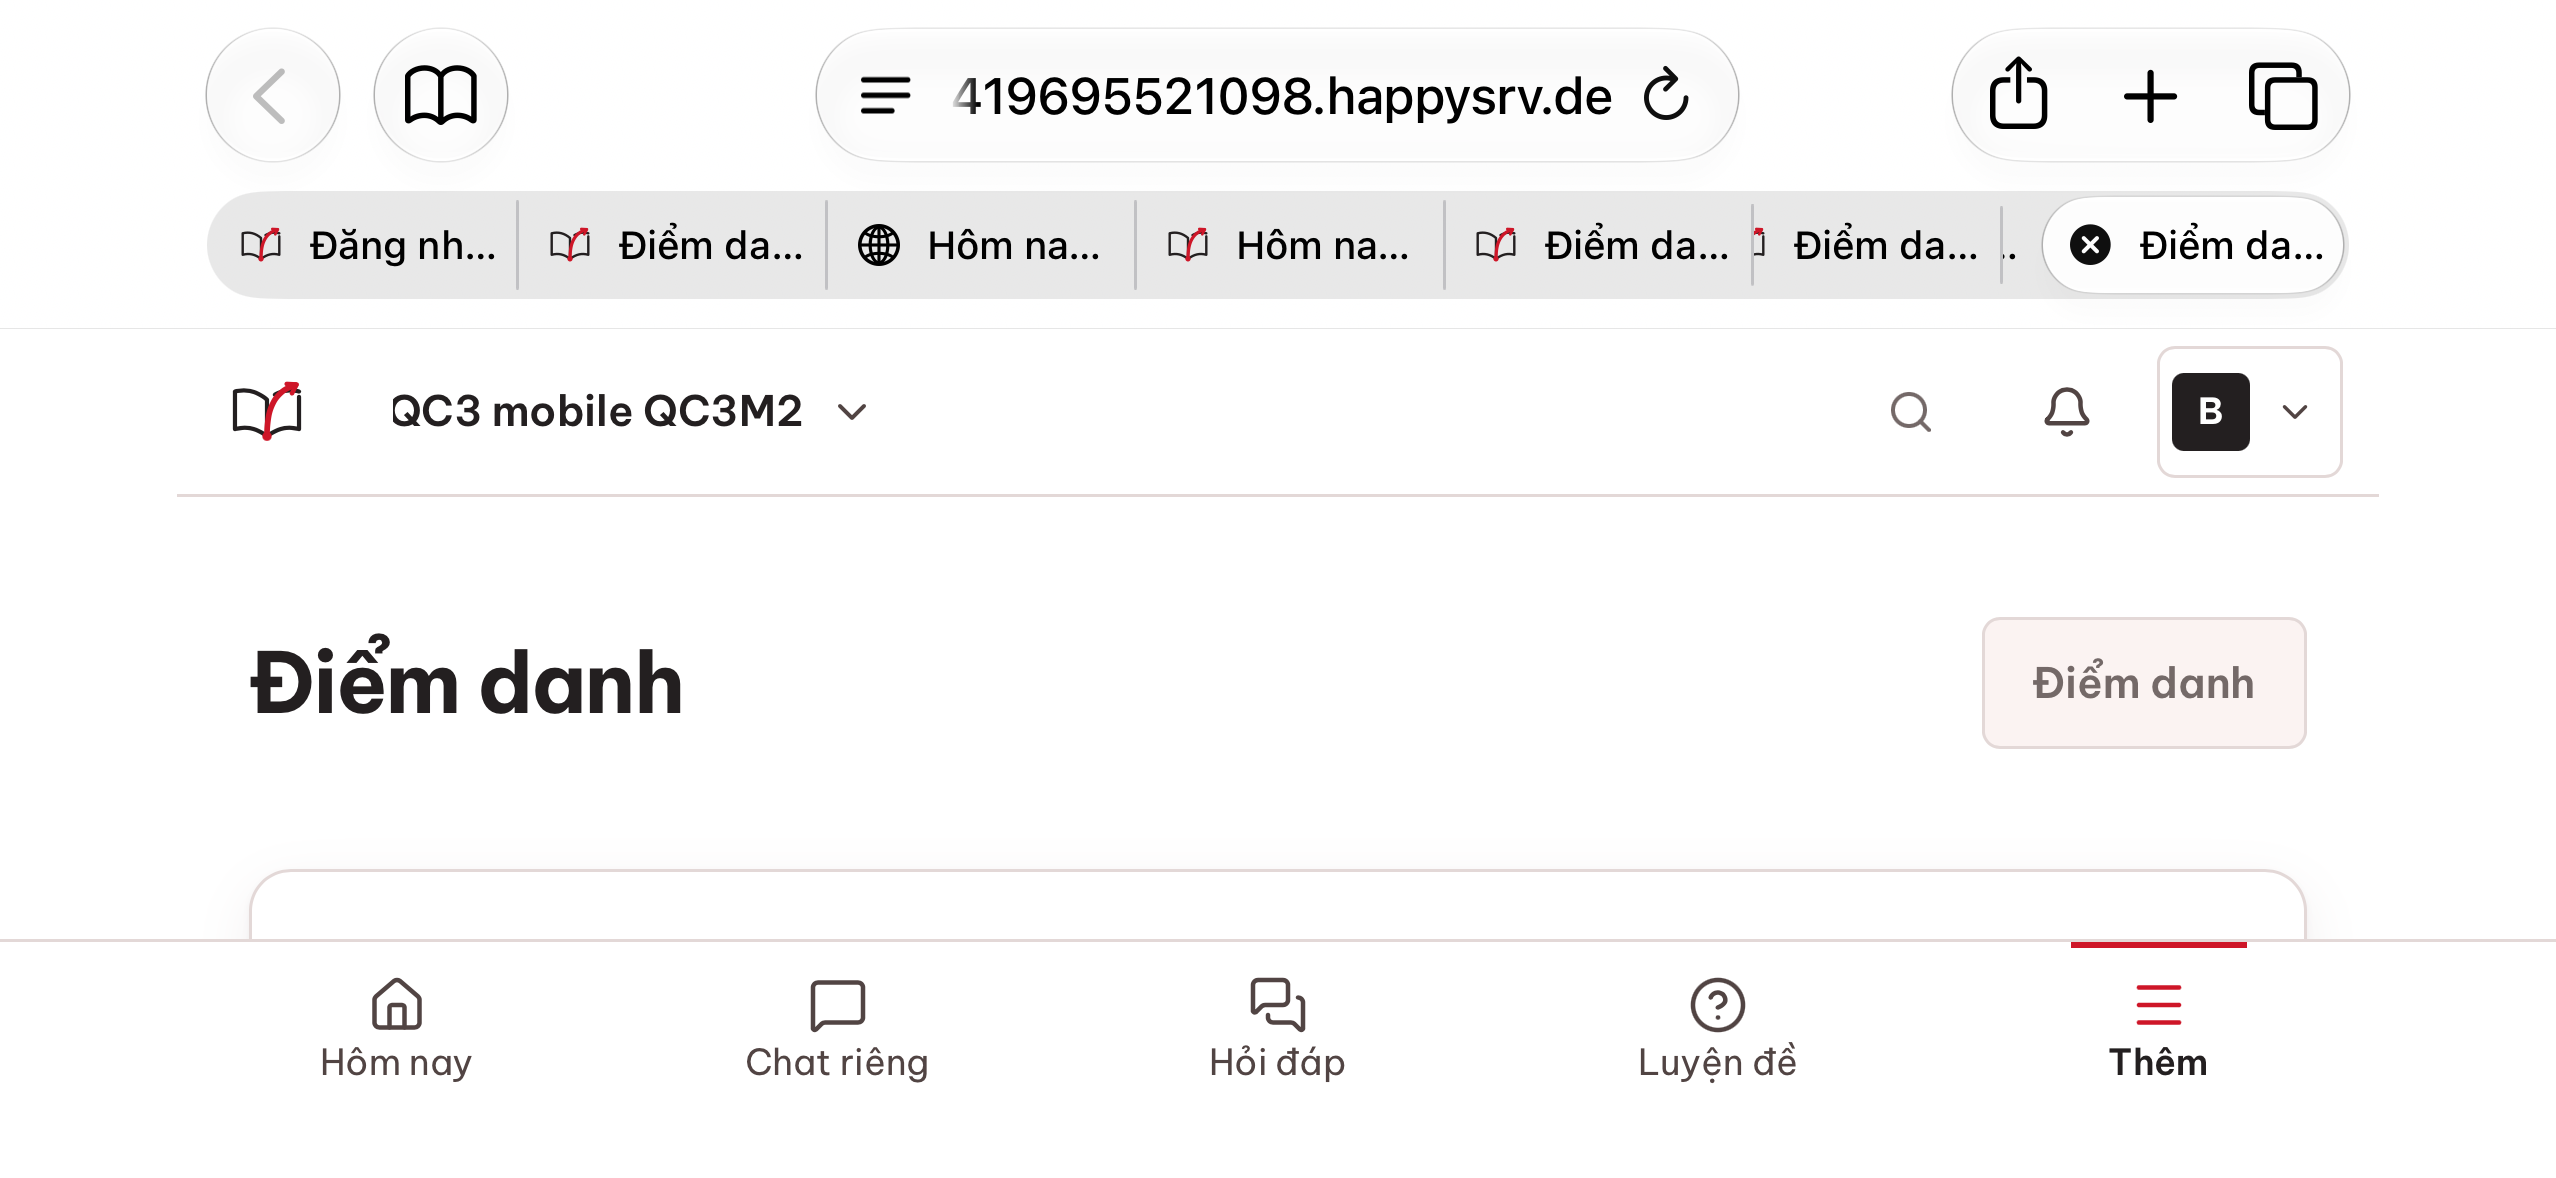 419695521098.happysrv.de
Đăng nh... Điểm da... Hôm na... Hôm na... Điểm da... Điểm da... .. Điểm da...
QC3 mobile QC3M2 B
Điểm danh Điểm danh
Hôm nay Chat riêng Hỏi đáp Luyện đề Thêm